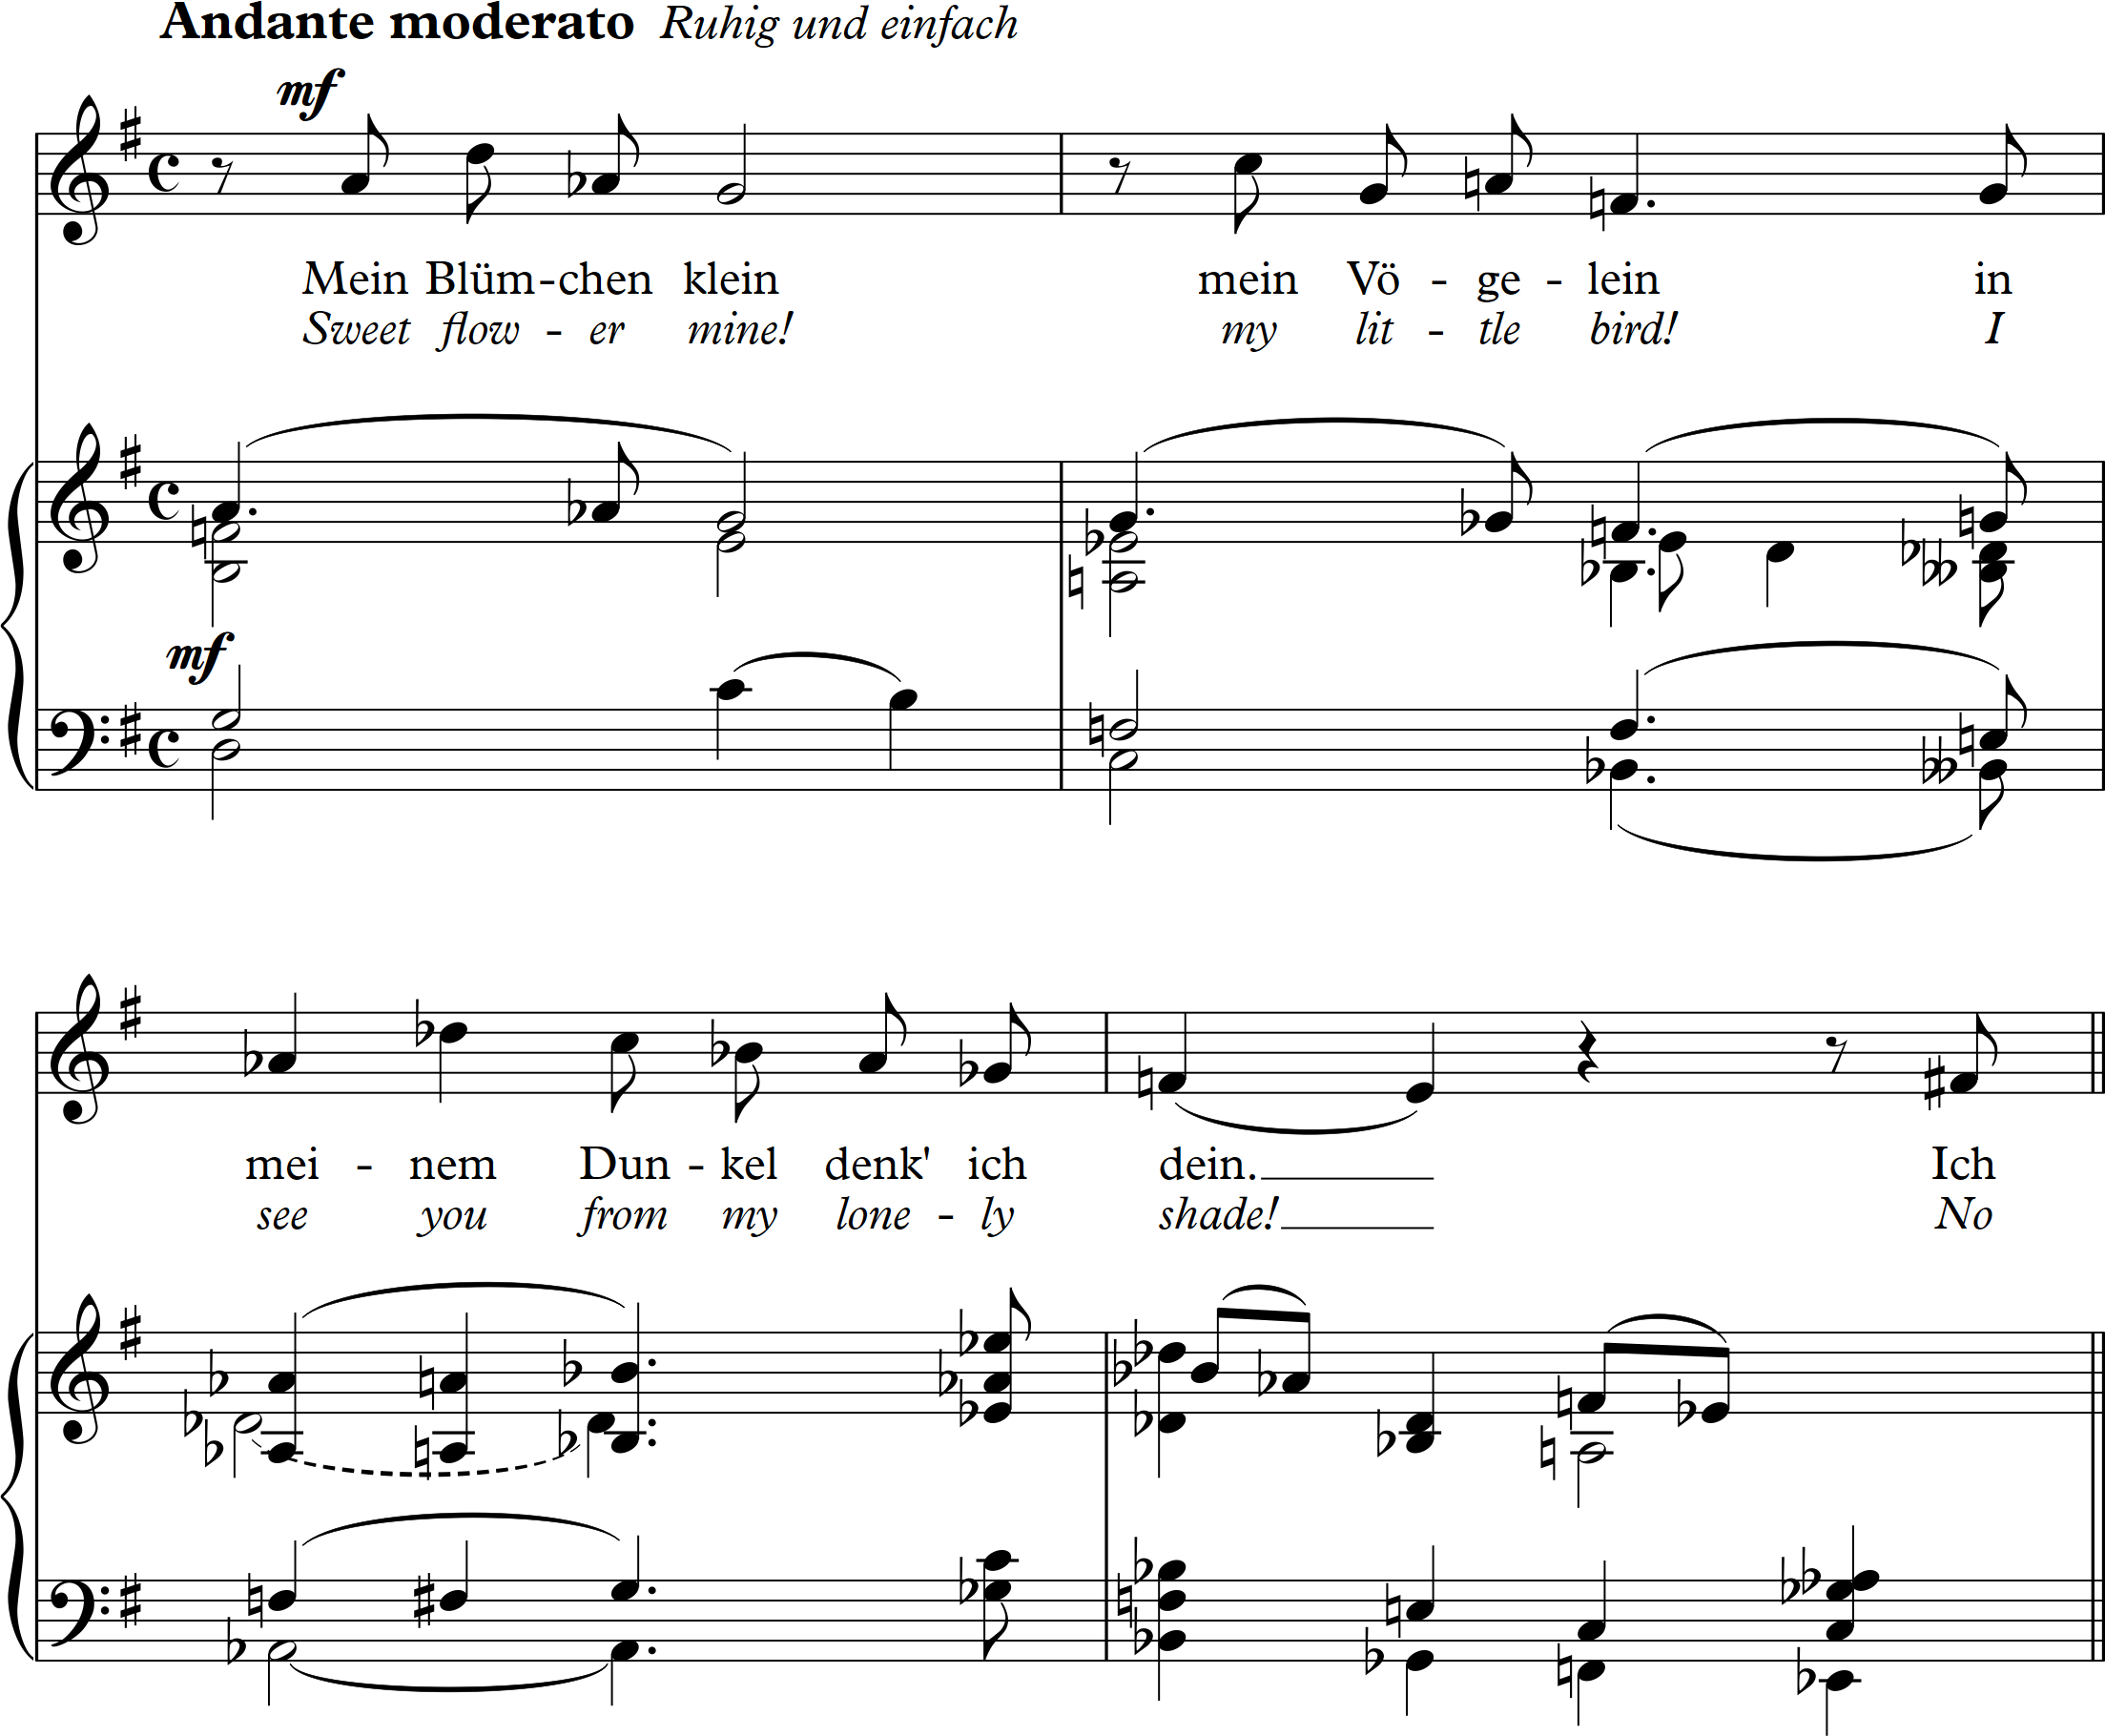 Andante moderato Ruhig und einfach
mf
Mein Blüm-chen klein mein Vö - ge - lein in
Sweet flow - er mine! my lit - tle bird! I
mf
mei - nem Dun - kel denk' ich dein. Ich
see you from my lone - ly shade! No